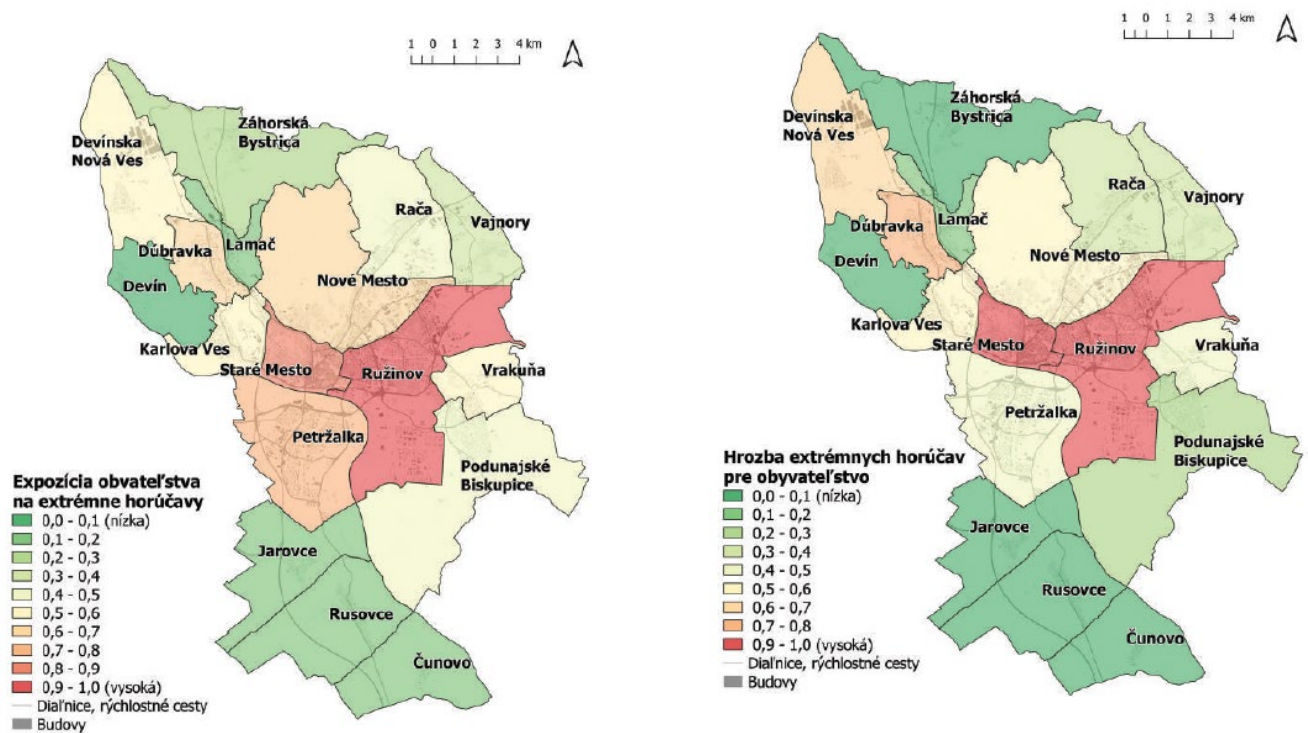 1 0 1 2 3 4 km
Devínska
Nová Ves
Záhorská
Bystrica
Rača
Vajnory
Lamač
Dúbravka
Devín
Nové Mesto
Karlova Ves
Staré Mesto
Ružinov
Vrakuňa
Petržalka
Podunajské
Biskupice
Jarovce
Rusovce
Čunovo
Expozícia obvateľstva
na extrémne horúčavy
0,0 - 0,1 (nízka)
0,1 - 0,2
0,2 - 0,3
0,3 - 0,4
0,4 - 0,5
0,5 - 0,6
0,6 - 0,7
0,7 - 0,8
0,8 - 0,9
0,9 - 1,0 (vysoká)
Diaľnice, rýchlostné cesty
Budovy
1 0 1 2 3 4 km
Devínska
Nová Ves
Záhorská
Bystrica
Rača
Vajnory
Lamač
Dúbravka
Devín
Nové Mesto
Karlova Ves
Staré Mesto
Ružinov
Vrakuňa
Petržalka
Podunajské
Biskupice
Jarovce
Rusovce
Čunovo
Hrozba extrémnych horúčav
pre obyvateľstvo
0,0 - 0,1 (nízka)
0,1 - 0,2
0,2 - 0,3
0,3 - 0,4
0,4 - 0,5
0,5 - 0,6
0,6 - 0,7
0,7 - 0,8
0,9 - 1,0 (vysoká)
Diaľnice, rýchlostné cesty
Budovy